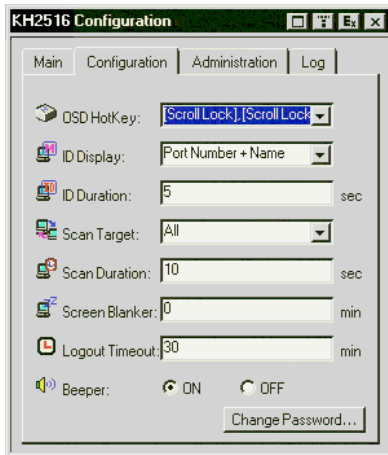 KH2516 Configuration
Main Configuration Administration Log
OSD HotKey: [Scroll Lock],[Scroll Lock
ID Display: Port Number + Name
ID Duration: 5 sec
Scan Target: All
Scan Duration: 10 sec
Screen Blanker: 0 min
Logout Timeout: 30 min
Beeper: ON OFF
Change Password...